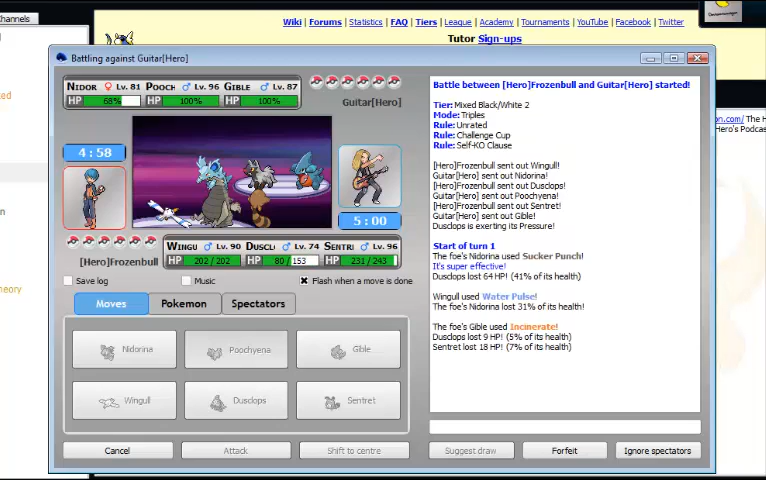 Channels
Wiki | Forums | Statistics | FAQ | Tiers | League | Academy | Tournaments | YouTube | Facebook | Twitter
Tutor Sign-ups
Battling against Guitar[Hero]
NIDOR ♀ Lv. 81 POOCH ♂ Lv. 96 GIBLE ♂ Lv. 87
HP 68% HP 100% HP 100%
Guitar[Hero]
4:58
5:00
[Hero]Frozenbull
WINGU ♂ Lv. 90 DUSCL ♂ Lv. 74 SENTRI ♂ Lv. 96
HP 202 / 202 HP 80 / 153 HP 231 / 243
Save log
Music
Flash when a move is done
Moves
Pokemon
Spectators
Nidorina
Poochyena
Gible
Wingull
Dusclops
Sentret
Cancel
Attack
Shift to centre
Battle between [Hero]Frozenbull and Guitar[Hero] started!
Tier: Mixed Black/White 2
Mode: Triples
Rule: Unrated
Rule: Challenge Cup
Rule: Self-KO Clause
[Hero]Frozenbull sent out Wingull!
Guitar[Hero] sent out Nidorina!
[Hero]Frozenbull sent out Dusclops!
Guitar[Hero] sent out Poochyena!
[Hero]Frozenbull sent out Sentret!
Guitar[Hero] sent out Gible!
Dusclops is exerting its Pressure!
Start of turn 1
The foe's Nidorina used Sucker Punch!
It's super effective!
Dusclops lost 64 HP! (41% of its health)
Wingull used Water Pulse!
The foe's Nidorina lost 31% of its health!
The foe's Gible used Incinerate!
Dusclops lost 9 HP! (5% of its health)
Sentret lost 18 HP! (7% of its health)
Suggest draw
Forfeit
Ignore spectators
on.com/ The H
Hero's Podcas
eory